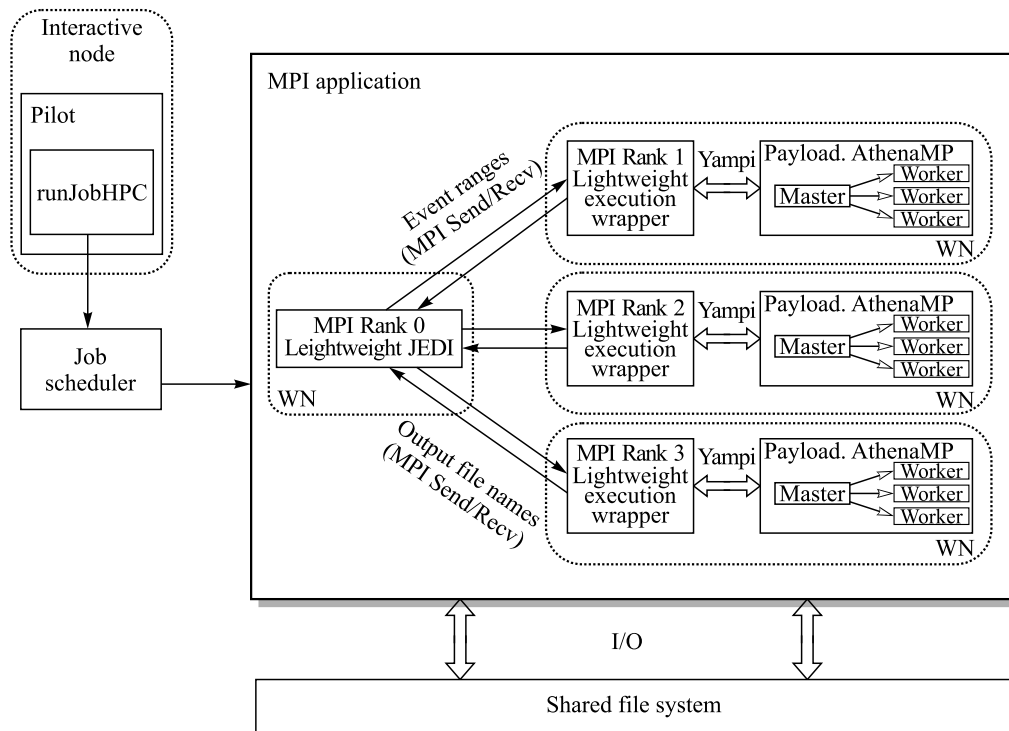 Interactive
node
Pilot
runJobHPC
Job
scheduler
MPI application
Event ranges
(MPI Send/Recv)
MPI Rank 0
Leightweight JEDI
WN
Output file names
(MPI Send/Recv)
MPI Rank 1
Lightweight
execution
wrapper
Yampi
Payload. AthenaMP
Master
Worker
Worker
Worker
WN
MPI Rank 2
Lightweight
execution
wrapper
Yampi
Payload. AthenaMP
Master
Worker
Worker
Worker
WN
MPI Rank 3
Lightweight
execution
wrapper
Yampi
Payload. AthenaMP
Master
Worker
Worker
Worker
WN
I/O
Shared file system